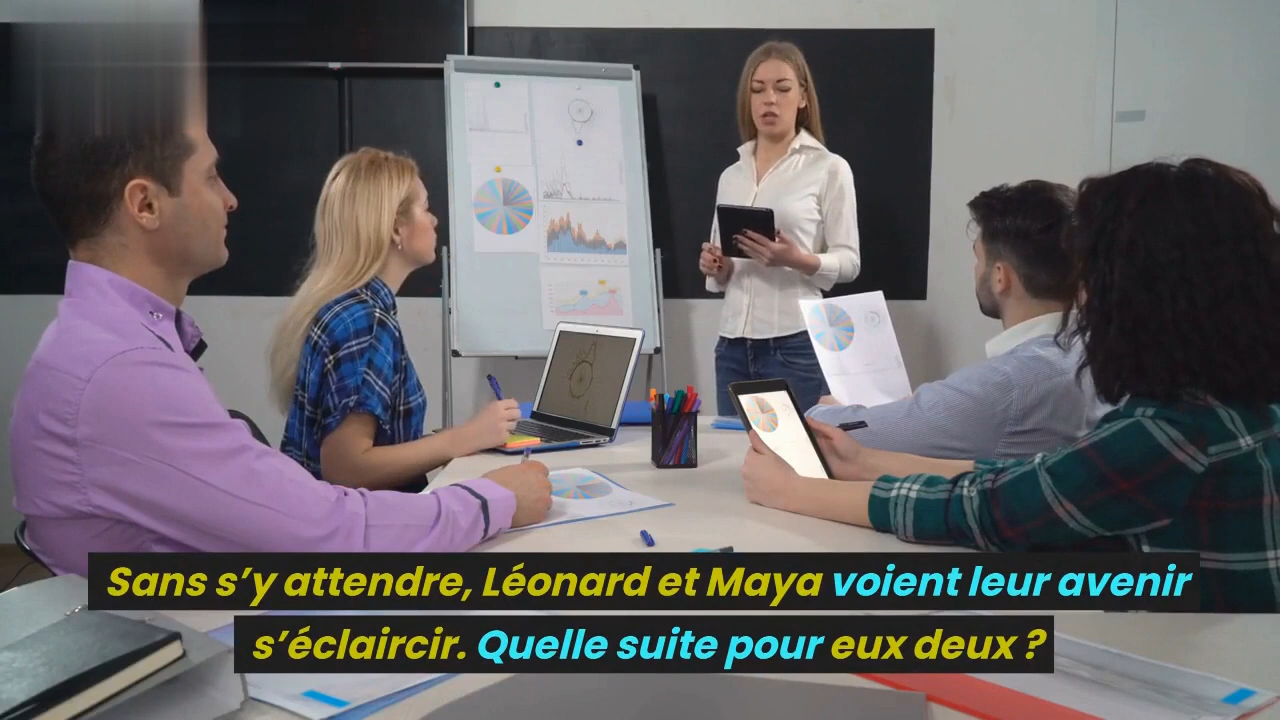 Sans s’y attendre, Léonard et Maya voient leur avenir
s’éclaircir. Quelle suite pour eux deux ?